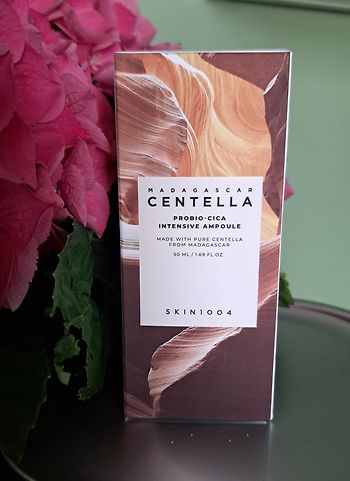 MADAGASCAR
CENTELLA
PROBIO-CICA
INTENSIVE AMPOULE
MADE WITH PURE CENTELLA
FROM MADAGASCAR
50 ML / 1.69 FL.OZ.
SKIN1004